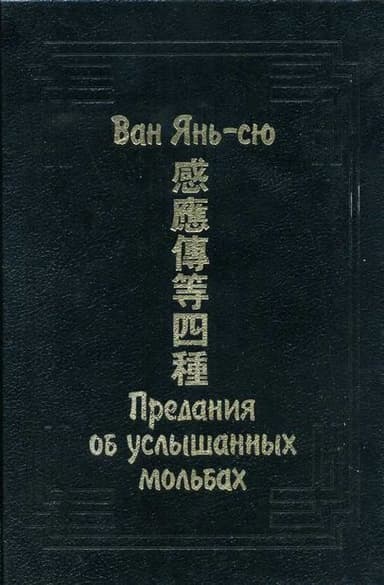 Ван Янь-сю
感應傳等四種
Предания
об услышанных
мольбах